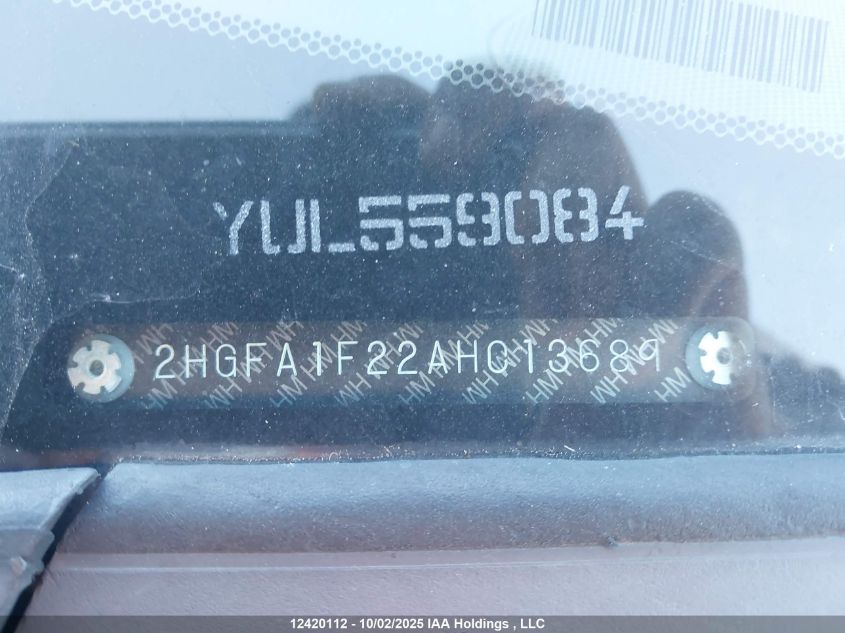 YUL559084
2HGFA1F22AH013689
12420112 - 10/02/2025 IAA Holdings , LLC